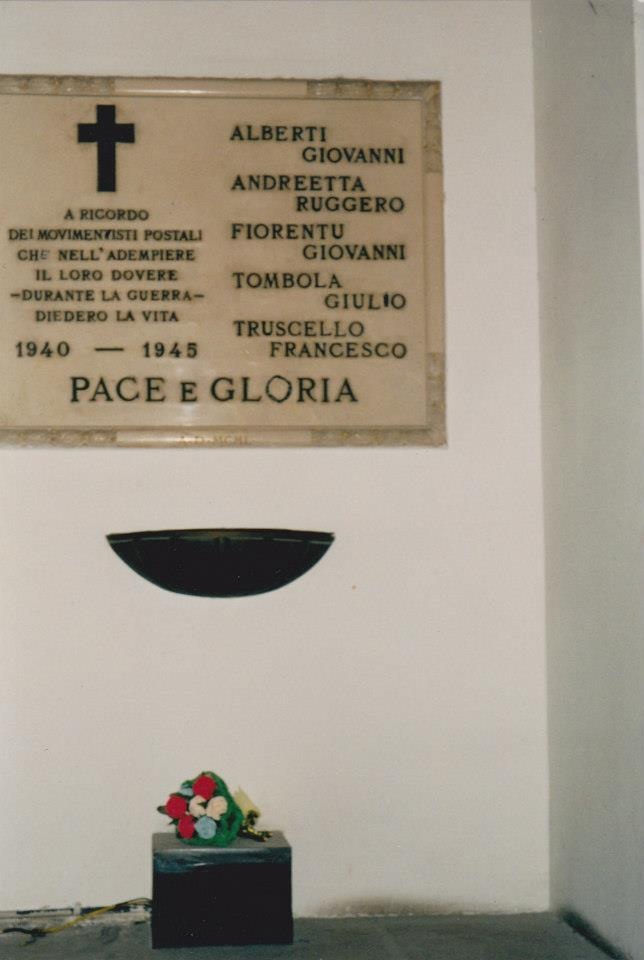 A RICORDO
DEI MOVIMENTISTI POSTALI
CHE NELL'ADEMPIERE
IL LORO DOVERE
-DURANTE LA GUERRA-
DIEDERO LA VITA
1940 — 1945
ALBERTI
GIOVANNI
ANDREETTA
RUGGERO
FIORENTU
GIOVANNI
TOMBOLA
GIULIO
TRUSCELLO
FRANCESCO
PACE E GLORIA
A·D·MCML